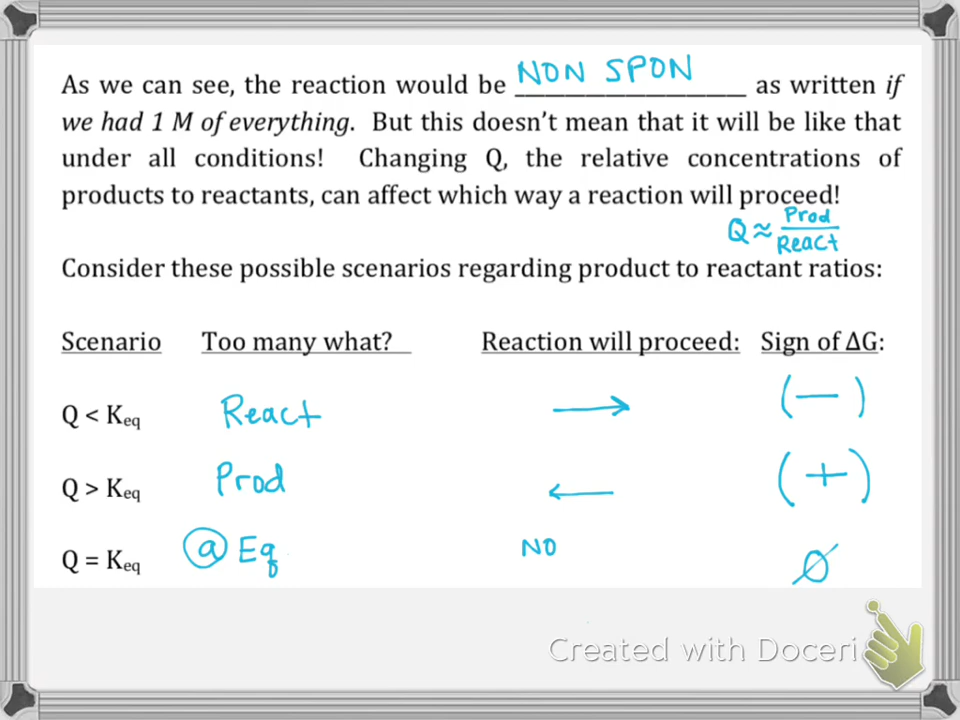 As we can see, the reaction would be NON SPON as written if
we had 1 M of everything. But this doesn't mean that it will be like that
under all conditions! Changing Q, the relative concentrations of
products to reactants, can affect which way a reaction will proceed!
Q ≈ Prod / React
Consider these possible scenarios regarding product to reactant ratios:
Scenario Too many what? Reaction will proceed: Sign of ΔG:
Q < Keq React → (−)
Q > Keq Prod ← (+)
Q = Keq @ Eq NO Ø
Created with Doceri